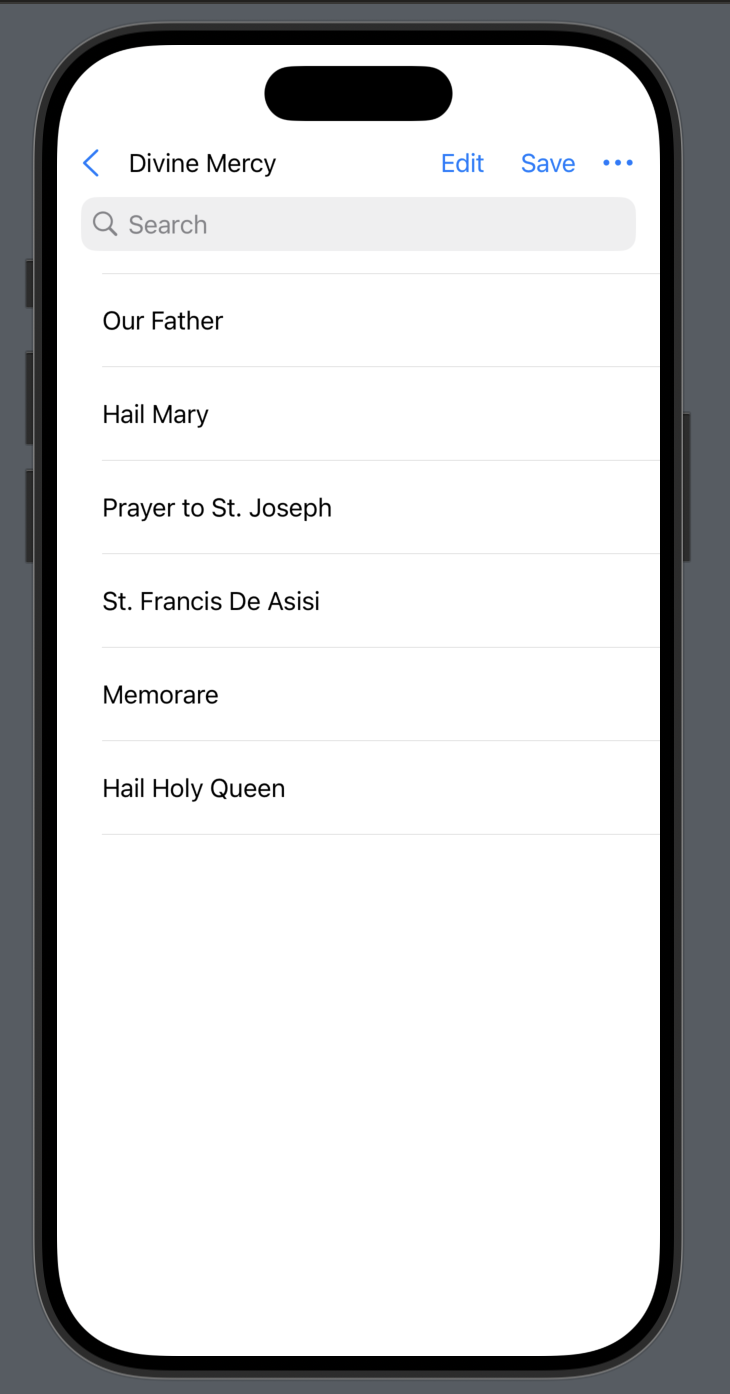 Divine Mercy Edit Save
Search
Our Father
Hail Mary
Prayer to St. Joseph
St. Francis De Asisi
Memorare
Hail Holy Queen